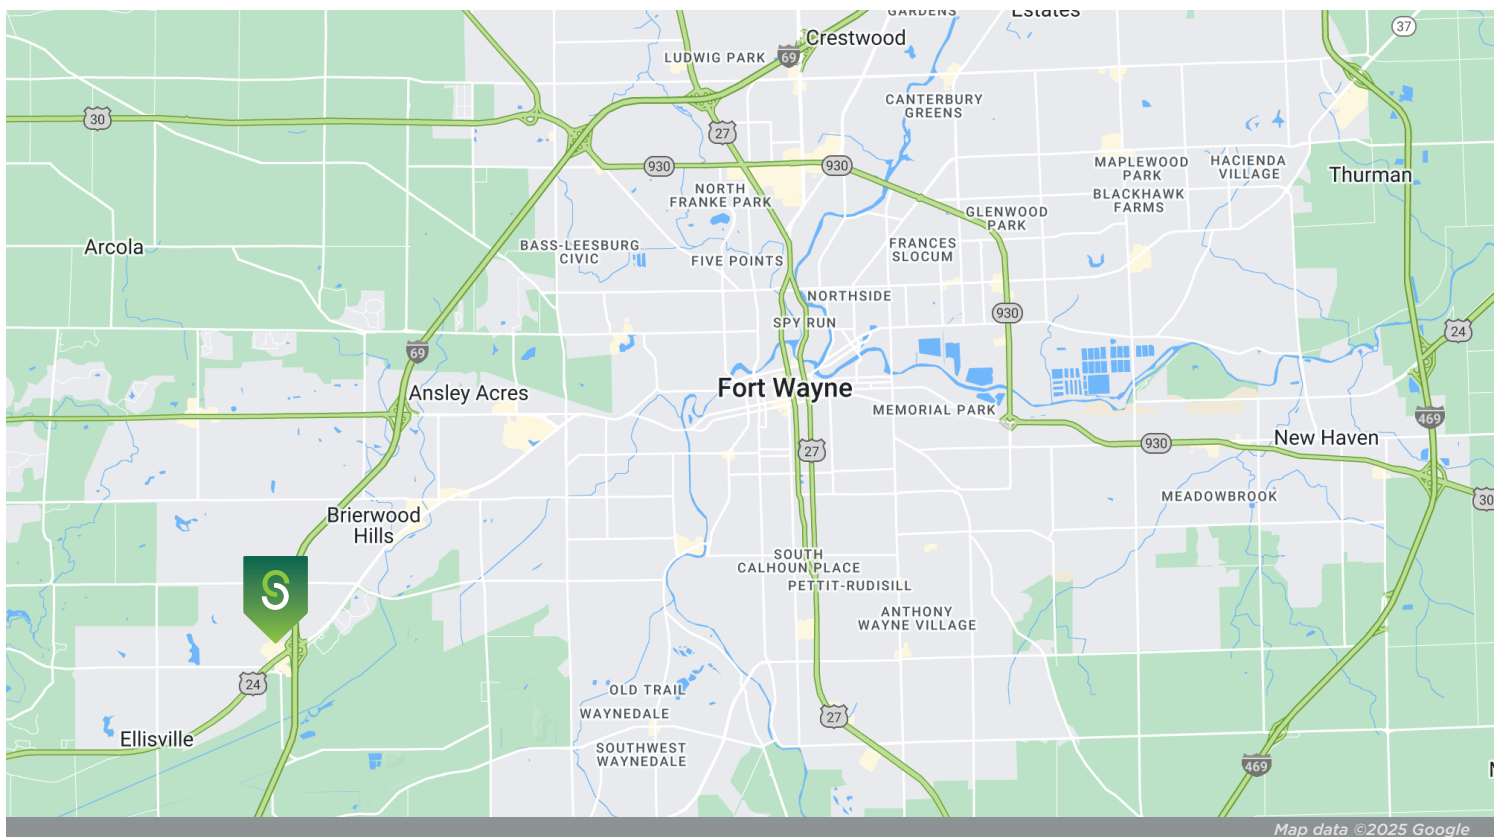 GARDENS
Estates
37
Crestwood
LUDWIG PARK
69
CANTERBURY
GREENS
30
27
930
930
MAPLEWOOD
PARK
HACIENDA
VILLAGE
Thurman
NORTH
FRANKE PARK
BLACKHAWK
FARMS
GLENWOOD
PARK
Arcola
BASS-LEESBURG
CIVIC
FIVE POINTS
FRANCES
SLOCUM
NORTHSIDE
930
SPY RUN
24
69
Ansley Acres
Fort Wayne
MEMORIAL PARK
469
New Haven
930
27
MEADOWBROOK
30
Brierwood
Hills
SOUTH
CALHOUN PLACE
PETTIT-RUDISILL
S
ANTHONY
WAYNE VILLAGE
24
OLD TRAIL
WAYNEDALE
27
Ellisville
SOUTHWEST
WAYNEDALE
469
Map data ©2025 Google